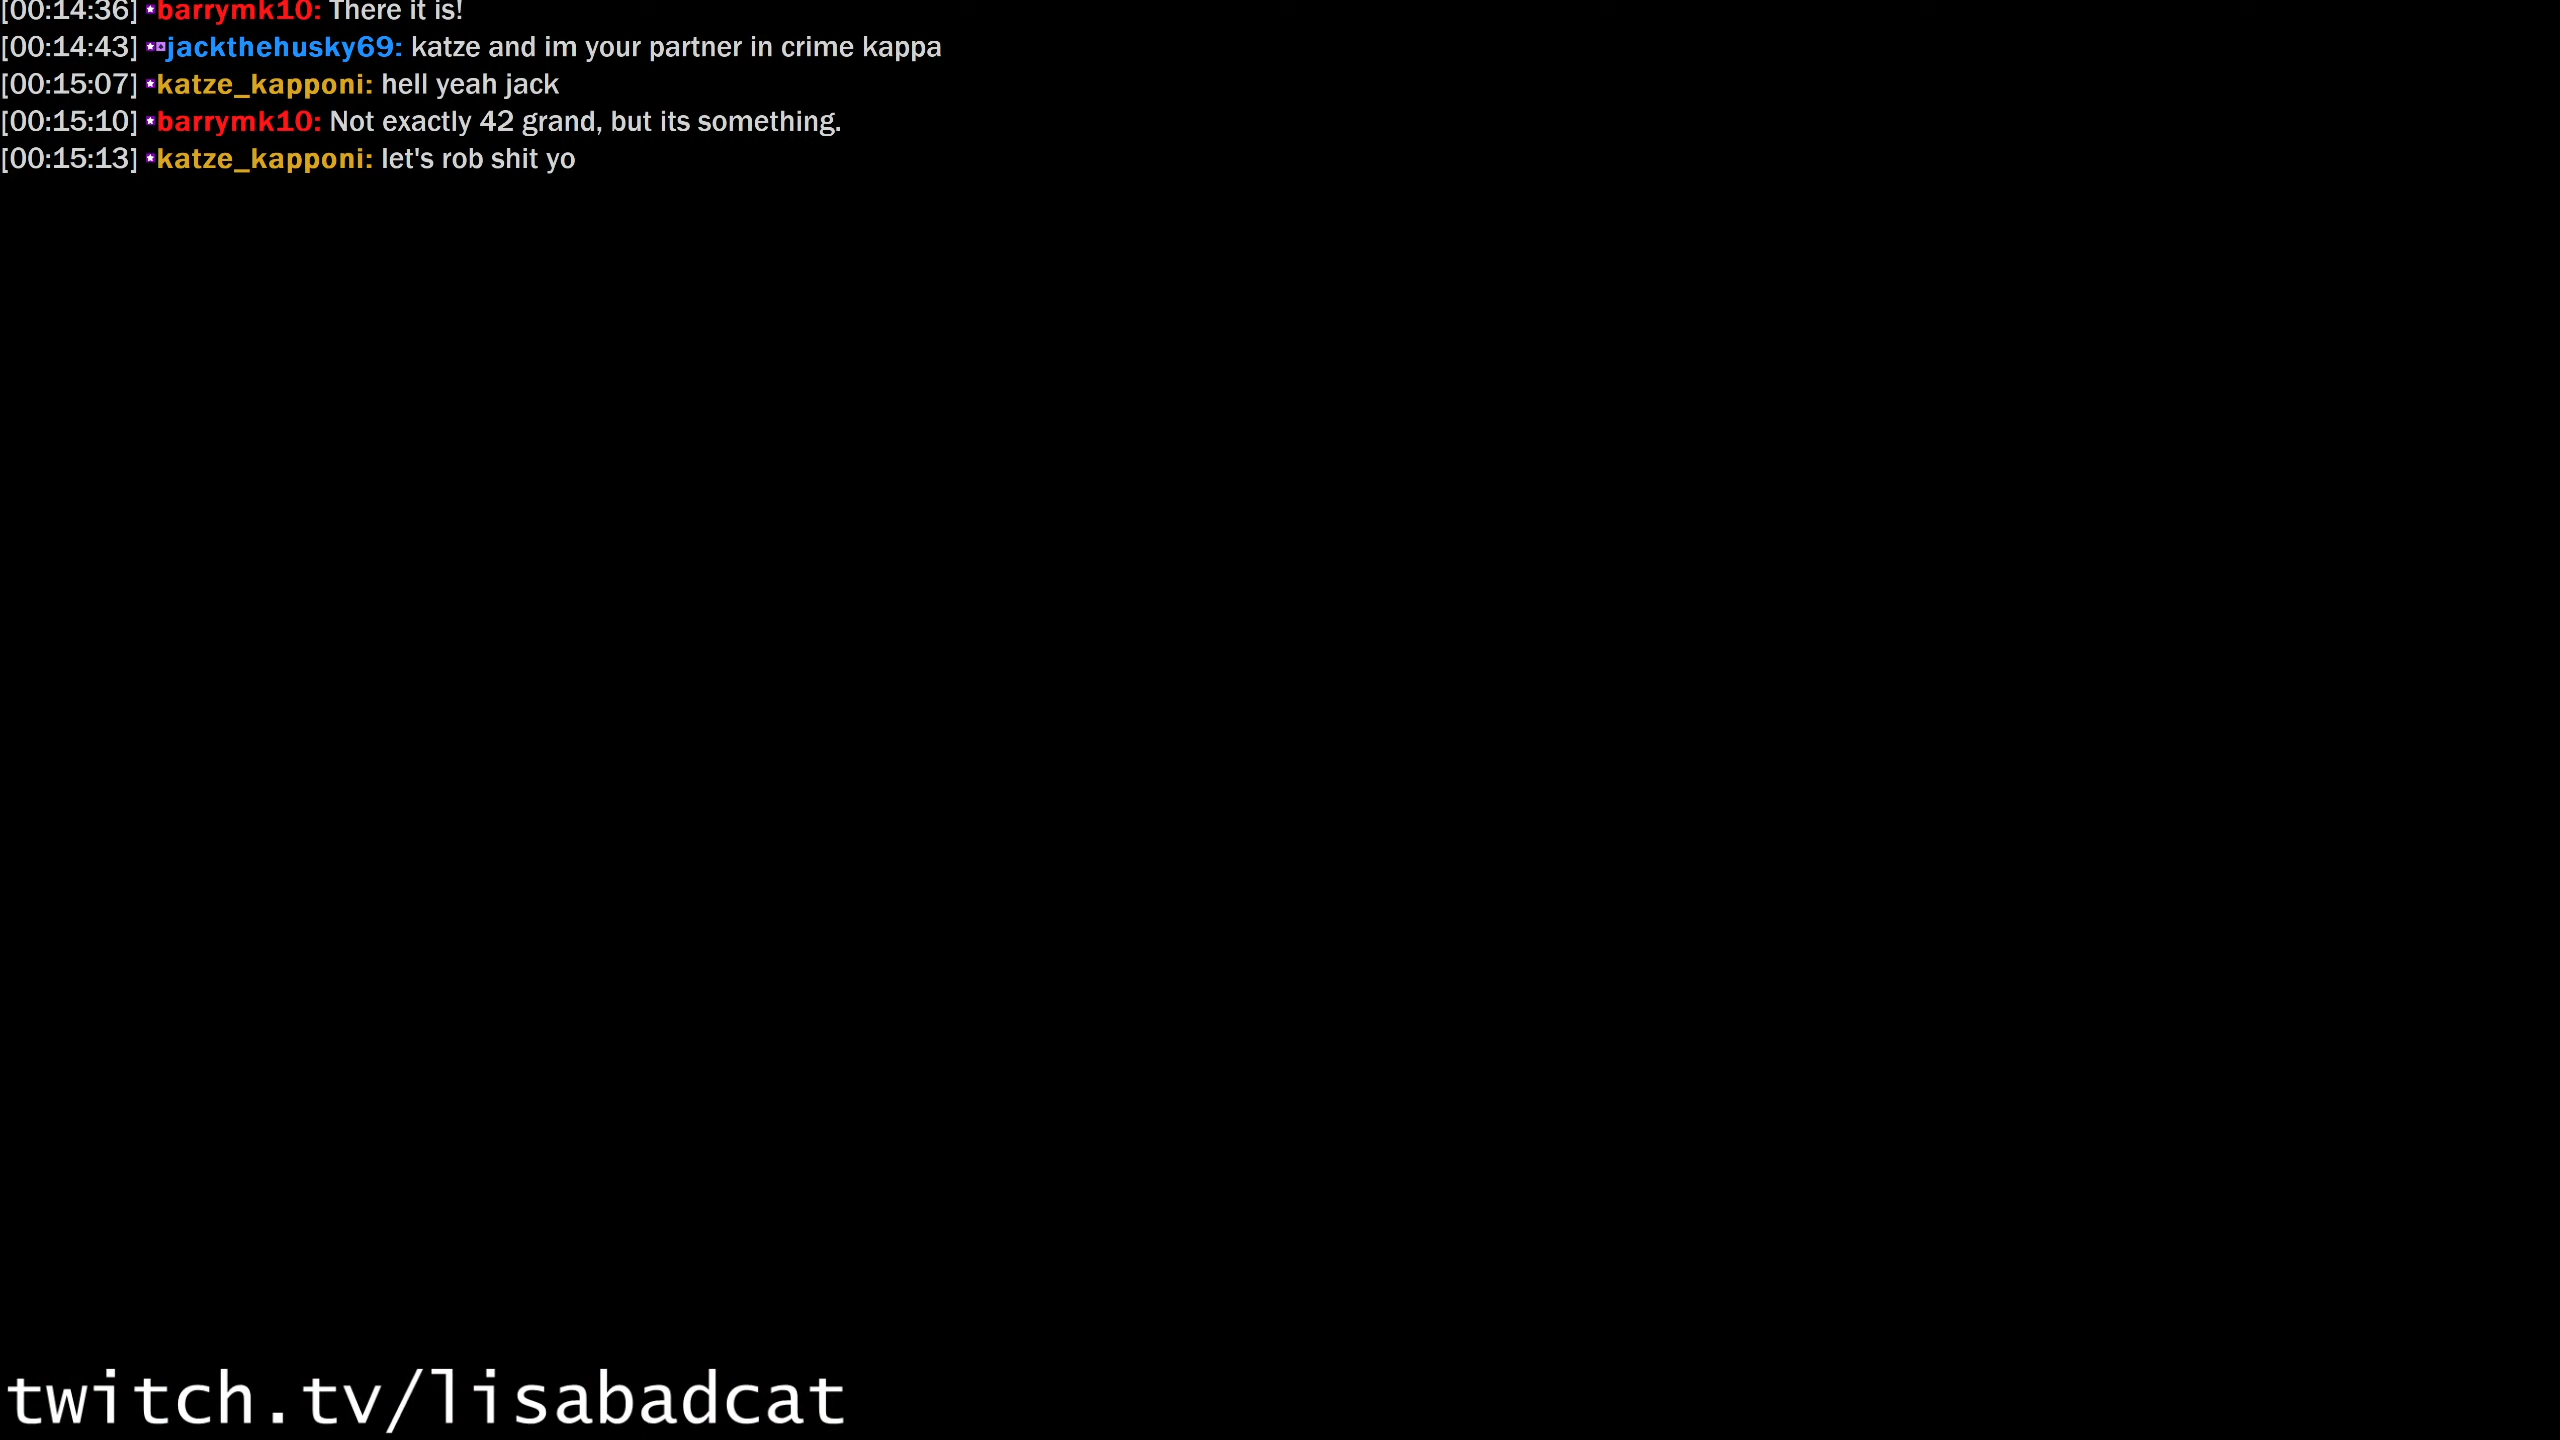 [00:14:36] barrymk10: There it is!
[00:14:43] jackthehusky69: katze and im your partner in crime kappa
[00:15:07] katze_kapponi: hell yeah jack
[00:15:10] barrymk10: Not exactly 42 grand, but its something.
[00:15:13] katze_kapponi: let's rob shit yo
twitch.tv/lisabadcat